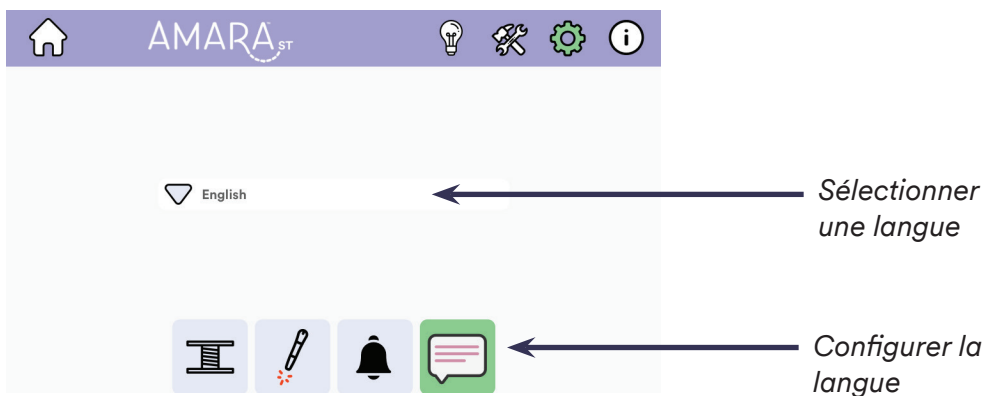 AMARA ST
English
Sélectionner
une langue
Configurer la
langue